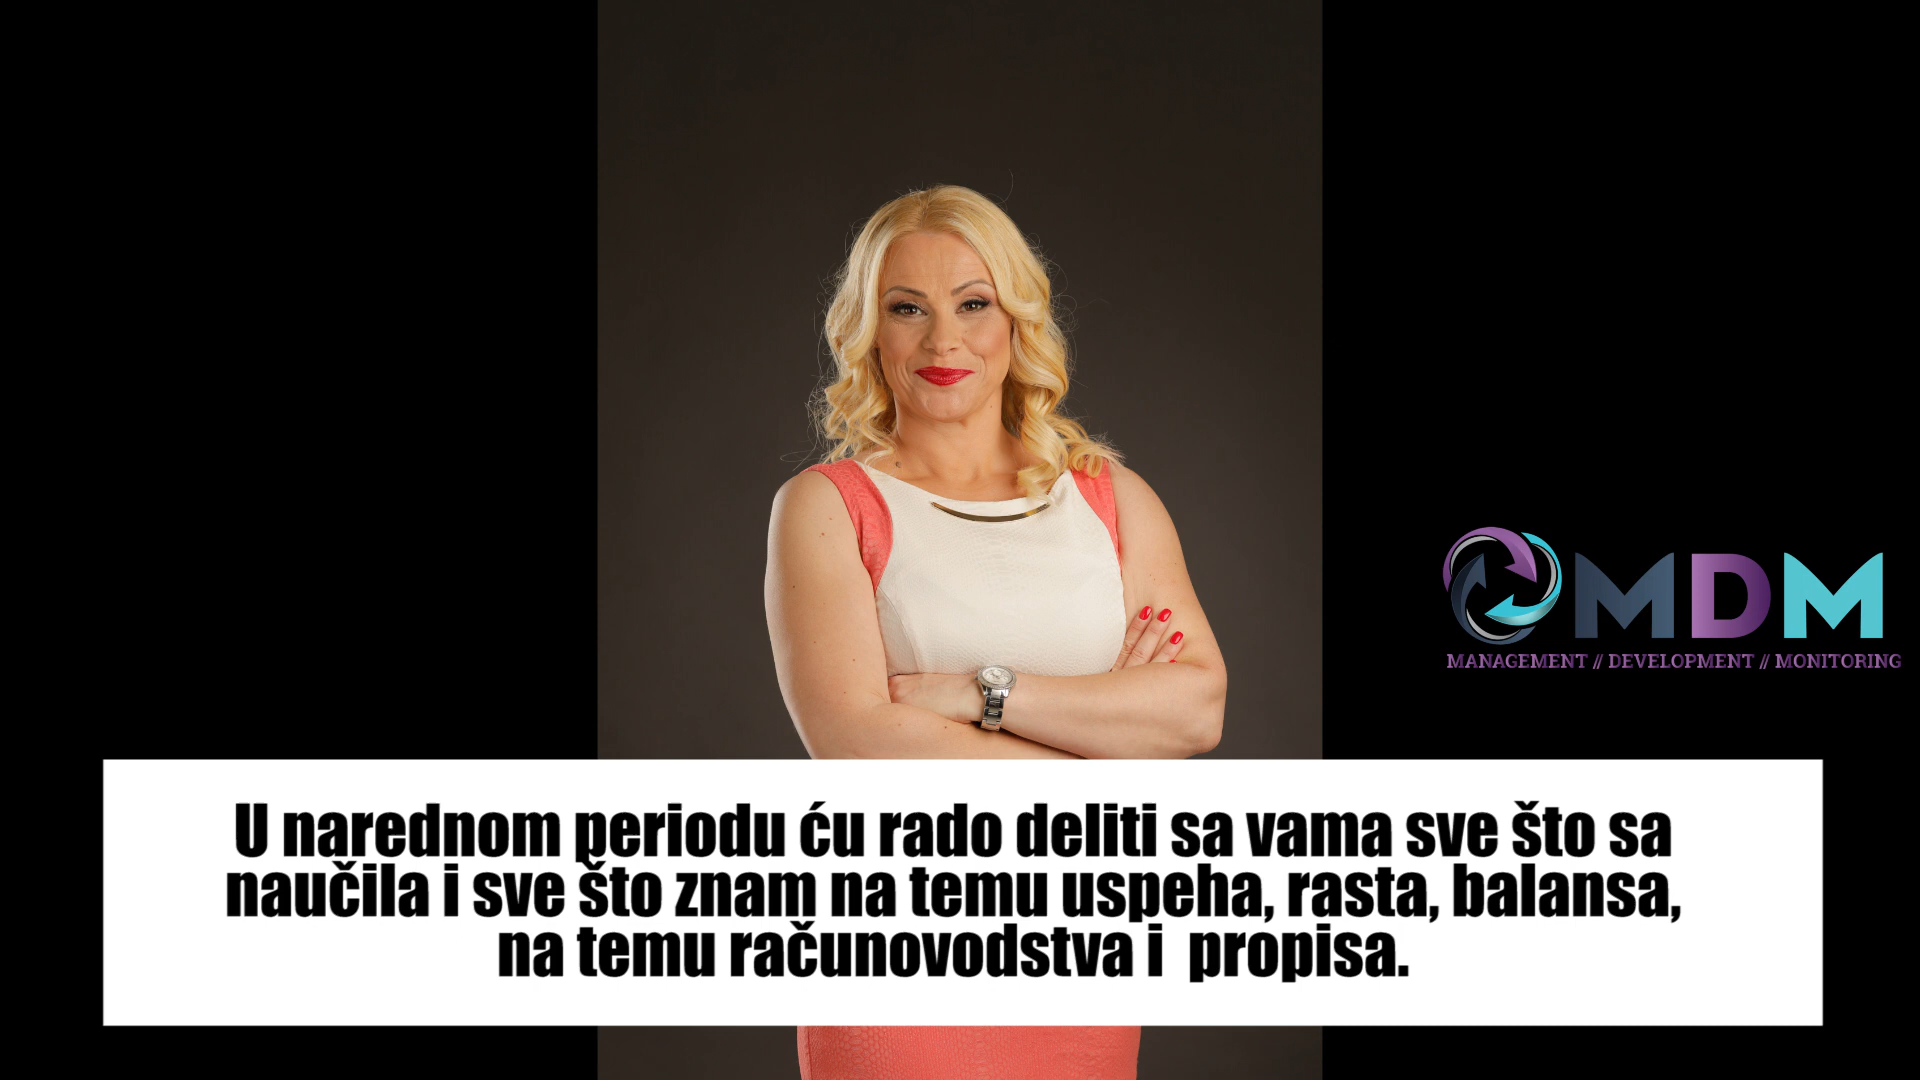 MDM
MANAGEMENT // DEVELOPMENT // MONITORING
U narednom periodu ću rado deliti sa vama sve što sa
naučila i sve što znam na temu uspeha, rasta, balansa,
na temu računovodstva i propisa.